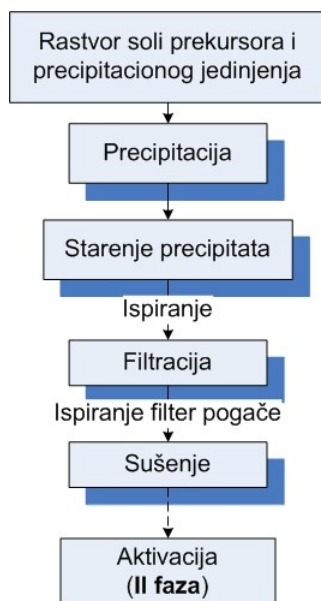 Rastvor soli prekursora i
precipitacionog jedinjenja
Precipitacija
Starenje precipitata
Ispiranje
Filtracija
Ispiranje filter pogače
Sušenje
Aktivacija
(II faza)